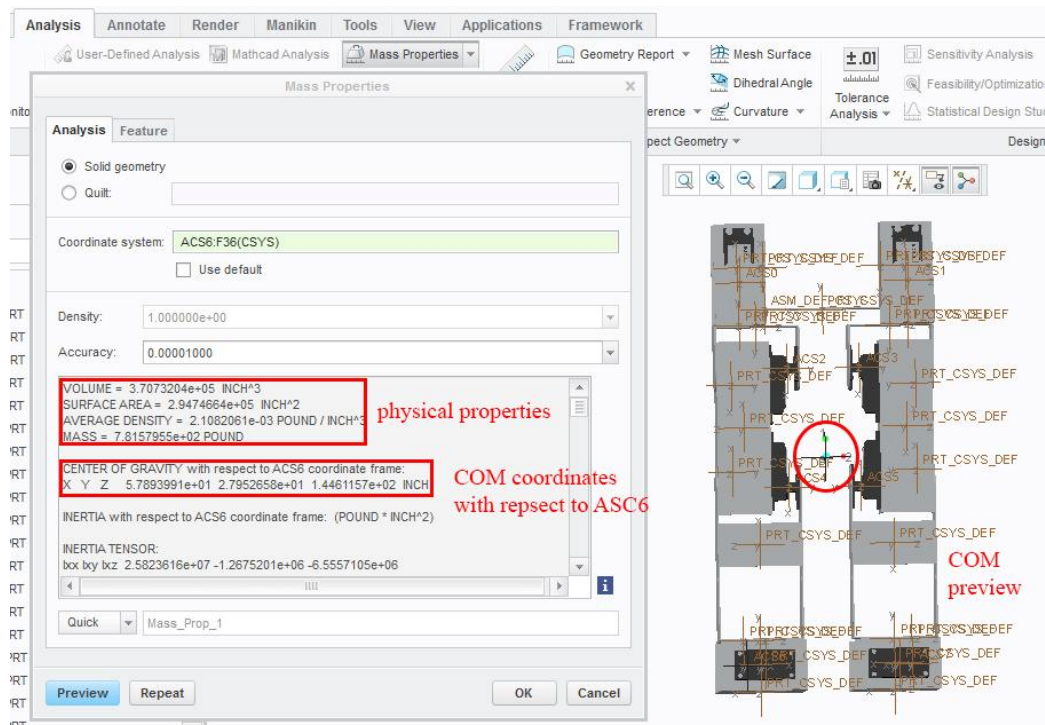 Analysis Annotate Render Manikin Tools View Applications Framework
User-Defined Analysis Mathcad Analysis Mass Properties Geometry Report Mesh Surface ±.01 Sensitivity Analysis
Dihedral Angle Feasibility/Optimizatio
Tolerance
Analysis
erence Curvature Statistical Design Stu
pect Geometry Design
Mass Properties
Analysis Feature
Solid geometry
Quilt:
Coordinate system: ACS6:F36(CSYS)
Use default
Density: 1.000000e+00
Accuracy: 0.00001000
VOLUME = 3.7073204e+05 INCH^3
SURFACE AREA = 2.9474664e+05 INCH^2
AVERAGE DENSITY = 2.1082061e-03 POUND / INCH^3
MASS = 7.8157955e+02 POUND
physical properties
CENTER OF GRAVITY with respect to ACS6 coordinate frame:
X Y Z 5.7893991e+01 2.7952658e+01 1.4461157e+02 INCH
COM coordinates
with repsect to ASC6
INERTIA with respect to ACS6 coordinate frame: (POUND * INCH^2)
INERTIA TENSOR:
Ixx Ixy Ixz 2.5823616e+07 -1.2675201e+06 -6.5557105e+06
Quick Mass_Prop_1
Preview Repeat OK Cancel
ACS0 ACS1
ACS2 ACS3
PRT_CSYS_DEF PRT_CSYS_DEF
PRT_CSYS_DEF PRT_CSYS_DEF
PRT_CSYS_DEF
ACS5
PRT_CSYS_DEF PRT_CSYS_DEF
COM
preview